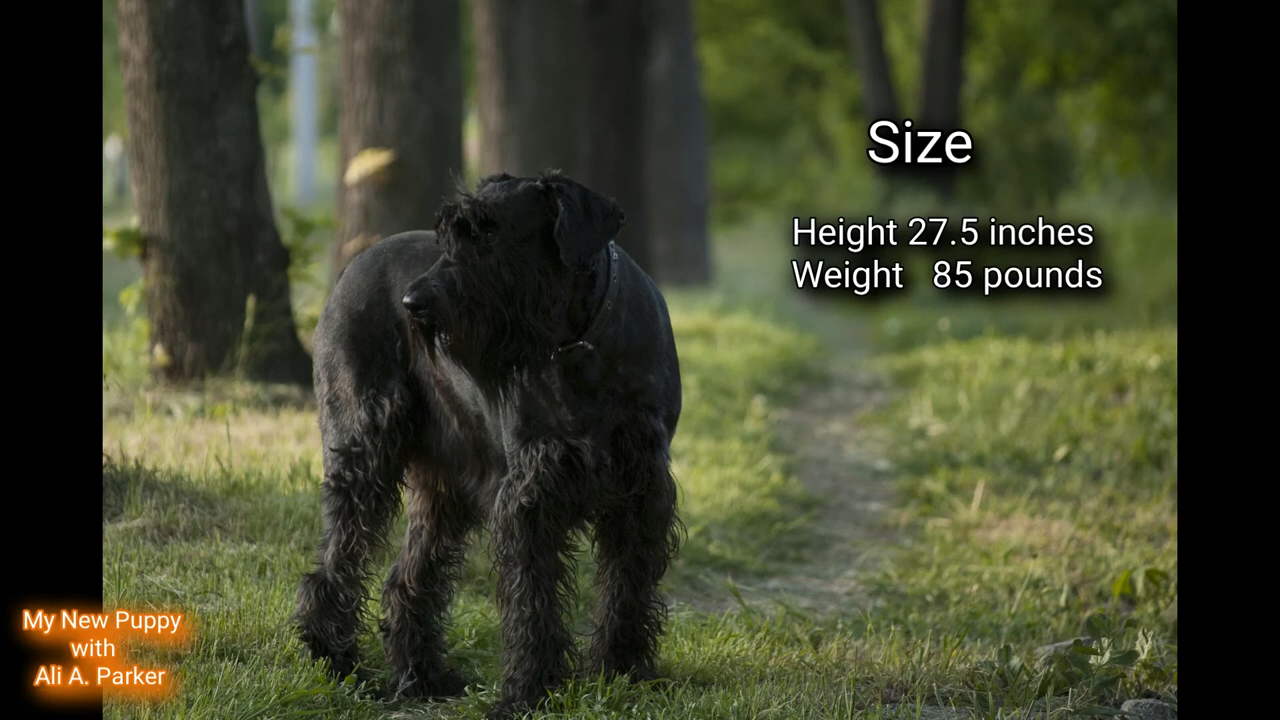 Size
Height 27.5 inches
Weight 85 pounds
My New Puppy
with
Ali A. Parker